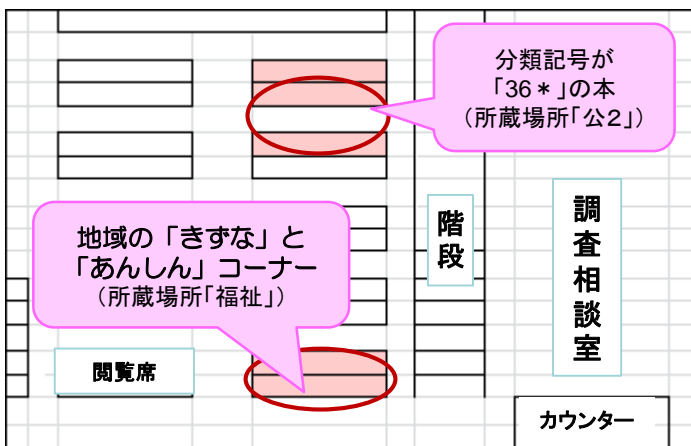 分類記号が
「36＊」の本
（所蔵場所「公2」）
地域の「きずな」と
「あんしん」コーナー
（所蔵場所「福祉」）
階段
調査相談室
閲覧席
カウンター